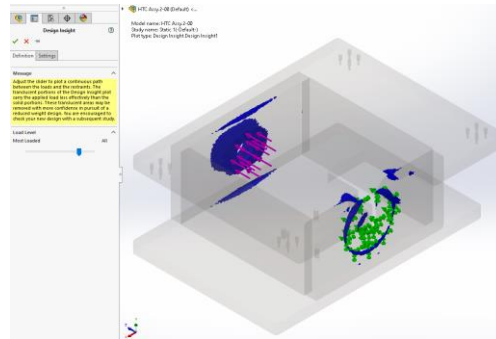 Design Insight
Definition Settings
Message
Adjust the slider to plot a continuous path
between the loads and the restraints. The
translucent portions of the Design Insight plot
carry the applied load less effectively than the
solid portions. These translucent areas may be
removed with more confidence in pursuit of a
reduced weight design. You are encouraged to
check your new design with a subsequent study.
Load Level
Most Loaded All
HTC Assy.2-08 (Default) <...
Model name: HTC Assy.2-08
Study name: Static 1(-Default-)
Plot type: Design Insight Design Insight1